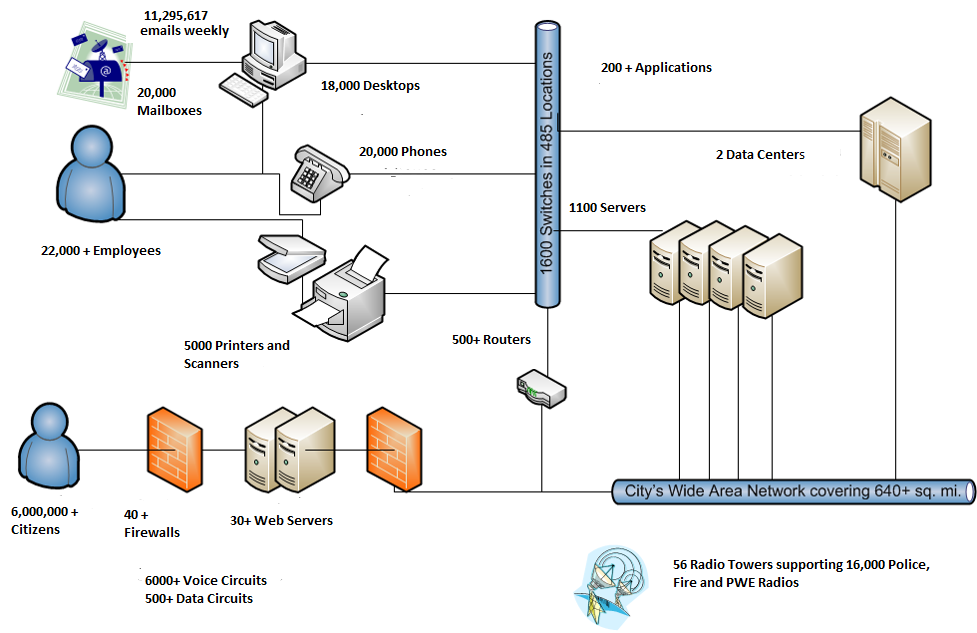 11,295,617
emails weekly
20,000
Mailboxes
18,000 Desktops
200 + Applications
20,000 Phones
2 Data Centers
1600 Switches in 485 Locations
1100 Servers
22,000 + Employees
5000 Printers and
Scanners
500+ Routers
City's Wide Area Network covering 640+ sq. mi.
6,000,000 +
Citizens
40 +
Firewalls
30+ Web Servers
6000+ Voice Circuits
500+ Data Circuits
56 Radio Towers supporting 16,000 Police,
Fire and PWE Radios